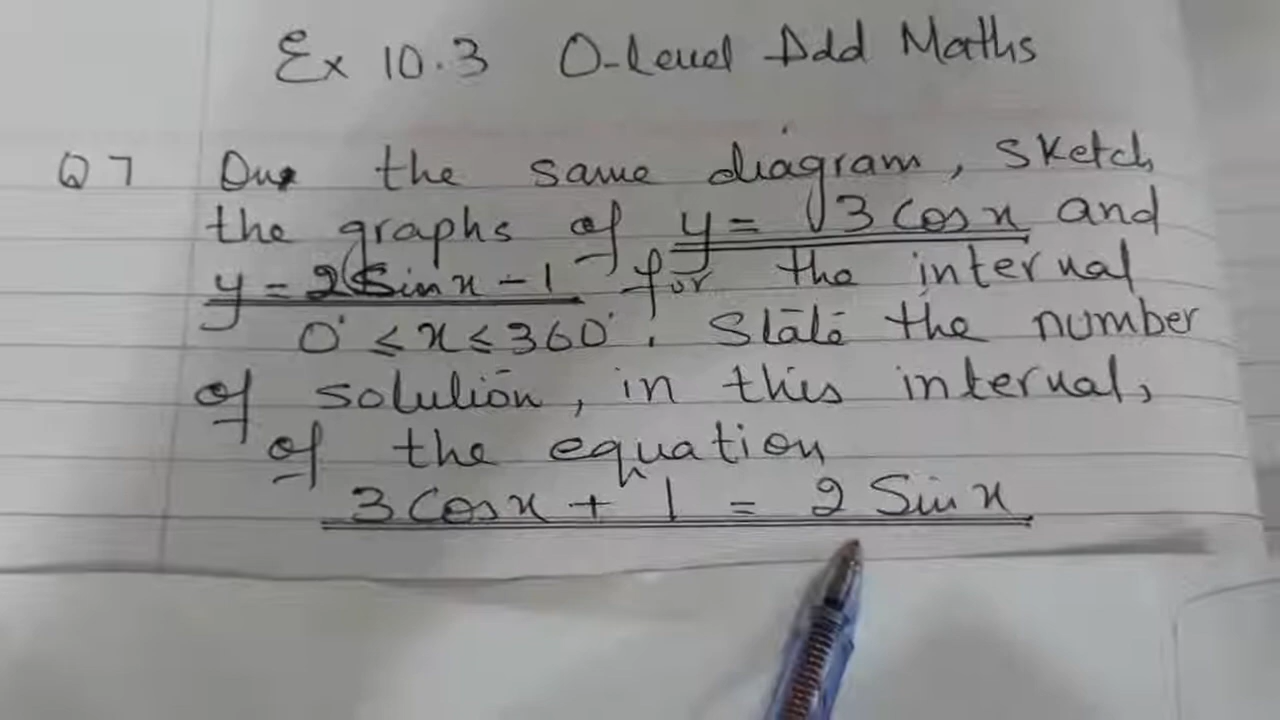 Ex 10.3 O-Level Add Maths
Q7 On the same diagram, sketch
the graphs of y = √3 cos x and
y = 2 Sin x - 1 for the interval
0° ≤ x ≤ 360°. State the number
of solution, in this interval,
of the equation
3 Cos x + 1 = 2 Sin x